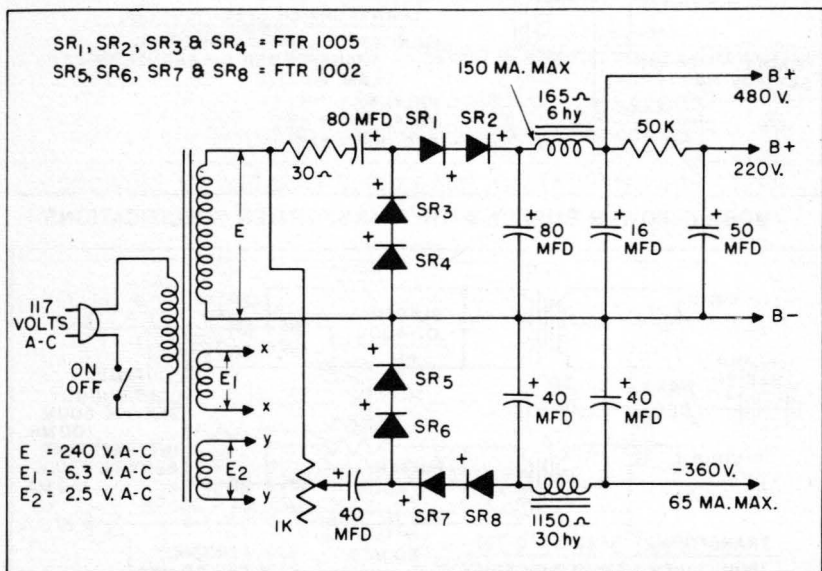 SR₁, SR₂, SR₃ & SR₄ = FTR 1005
SR₅, SR₆, SR₇ & SR₈ = FTR 1002
150 MA. MAX
B+
480 V.
165Ω
6 hy
80 MFD
+
SR₁
SR₂
+
50K
B+
220V.
30Ω
+
SR₃
+
SR₄
E
+
80
MFD
+
16
MFD
+
50
MFD
117
VOLTS
A-C
B-
x
E₁
x
ON
OFF
+
SR₅
+
SR₆
+
40
MFD
+
40
MFD
y
E₂
y
E = 240 V. A-C
E₁ = 6.3 V. A-C
E₂ = 2.5 V. A-C
1K
+
40
MFD
+
SR₇
+
SR₈
1150Ω
30 hy
-360V.
65 MA. MAX.